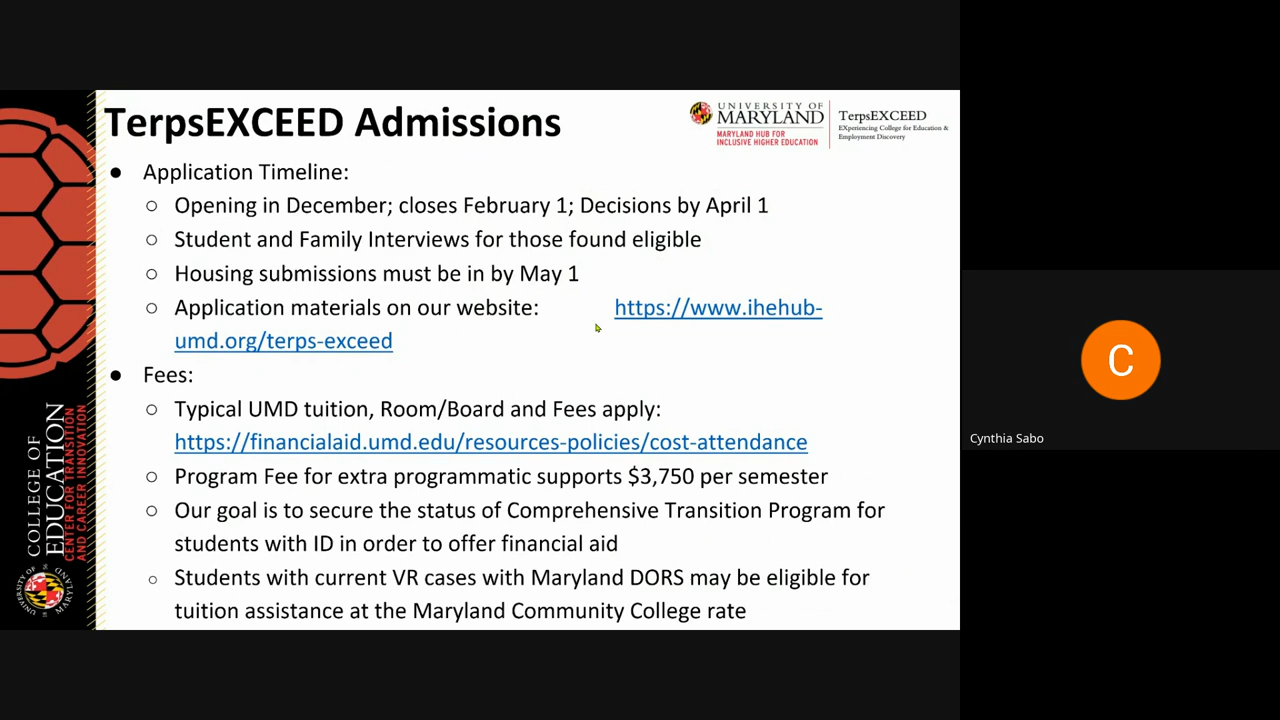 TerpsEXCEED Admissions
UNIVERSITY OF
MARYLAND
MARYLAND HUB FOR
INCLUSIVE HIGHER EDUCATION
TerpsEXCEED
EXperiencing College for Education &
Employment Discovery
● Application Timeline:
○ Opening in December; closes February 1; Decisions by April 1
○ Student and Family Interviews for those found eligible
○ Housing submissions must be in by May 1
○ Application materials on our website: https://www.ihehub-
umd.org/terps-exceed
● Fees:
○ Typical UMD tuition, Room/Board and Fees apply:
https://financialaid.umd.edu/resources-policies/cost-attendance
○ Program Fee for extra programmatic supports $3,750 per semester
○ Our goal is to secure the status of Comprehensive Transition Program for
students with ID in order to offer financial aid
○ Students with current VR cases with Maryland DORS may be eligible for
tuition assistance at the Maryland Community College rate
COLLEGE OF
EDUCATION
CENTER FOR TRANSITION
AND CAREER INNOVATION
UNIVERSITY OF
MARYLAND
C
Cynthia Sabo